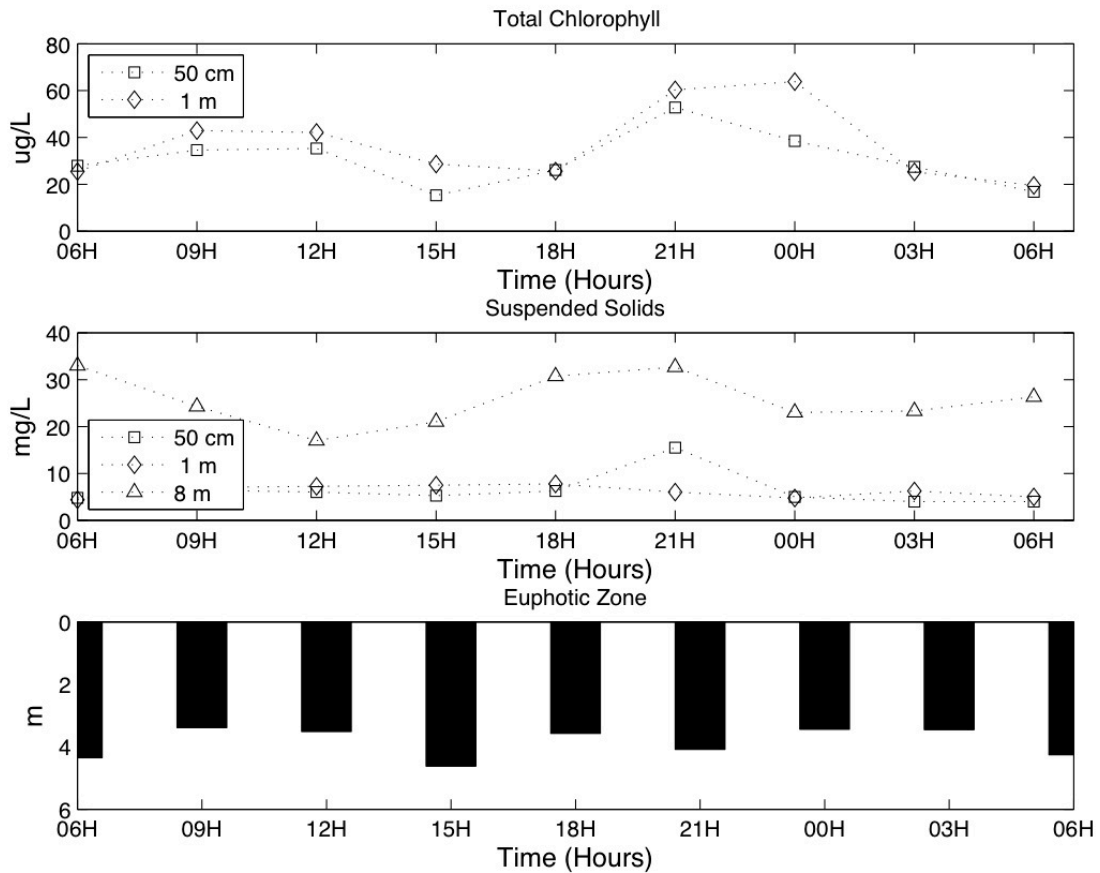 Total Chlorophyll
80
60
40
20
0
ug/L
50 cm
1 m
06H 09H 12H 15H 18H 21H 00H 03H 06H
Time (Hours)
Suspended Solids
40
30
20
10
0
mg/L
50 cm
1 m
8 m
06H 09H 12H 15H 18H 21H 00H 03H 06H
Time (Hours)
Euphotic Zone
0
2
4
6
m
06H 09H 12H 15H 18H 21H 00H 03H 06H
Time (Hours)